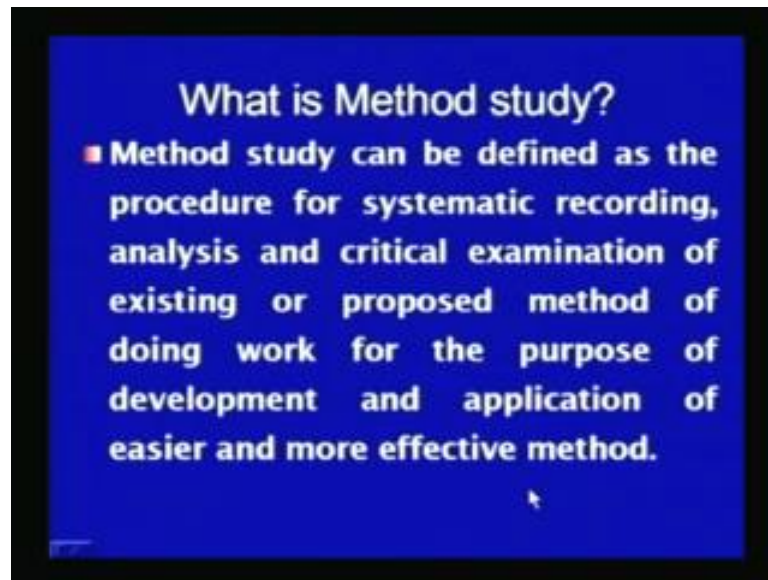 What is Method study?
Method study can be defined as the
procedure for systematic recording,
analysis and critical examination of
existing or proposed method of
doing work for the purpose of
development and application of
easier and more effective method.